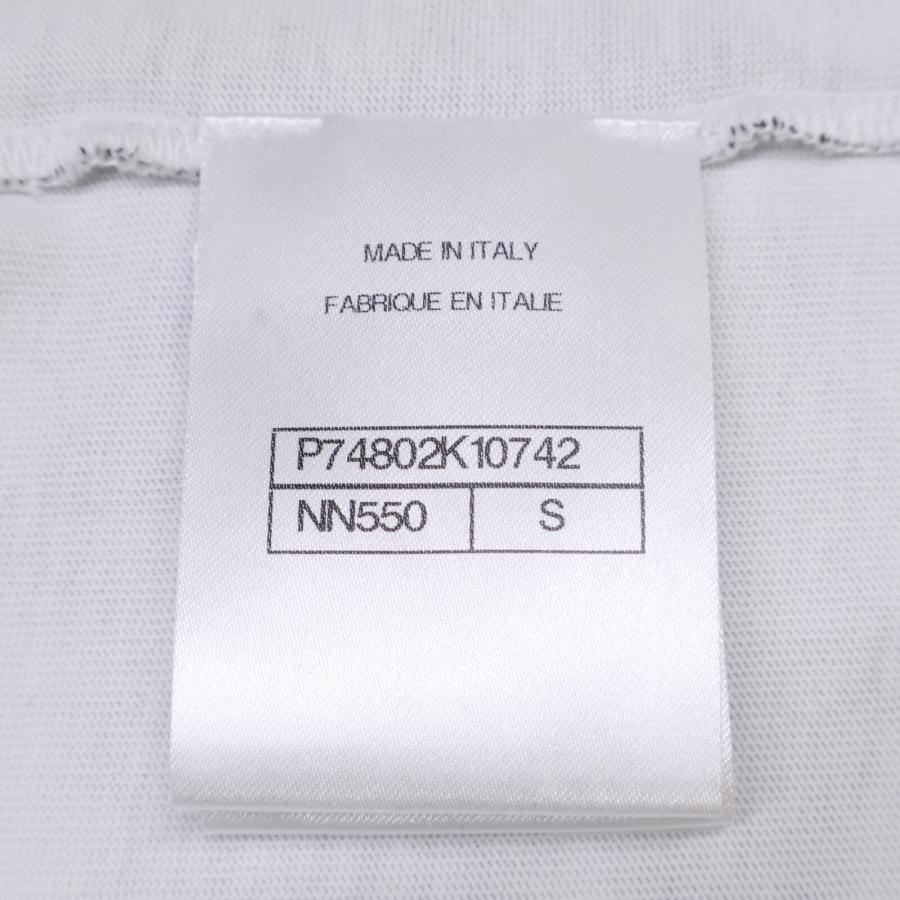 MADE IN ITALY
FABRIQUE EN ITALIE
P74802K10742
NN550 S